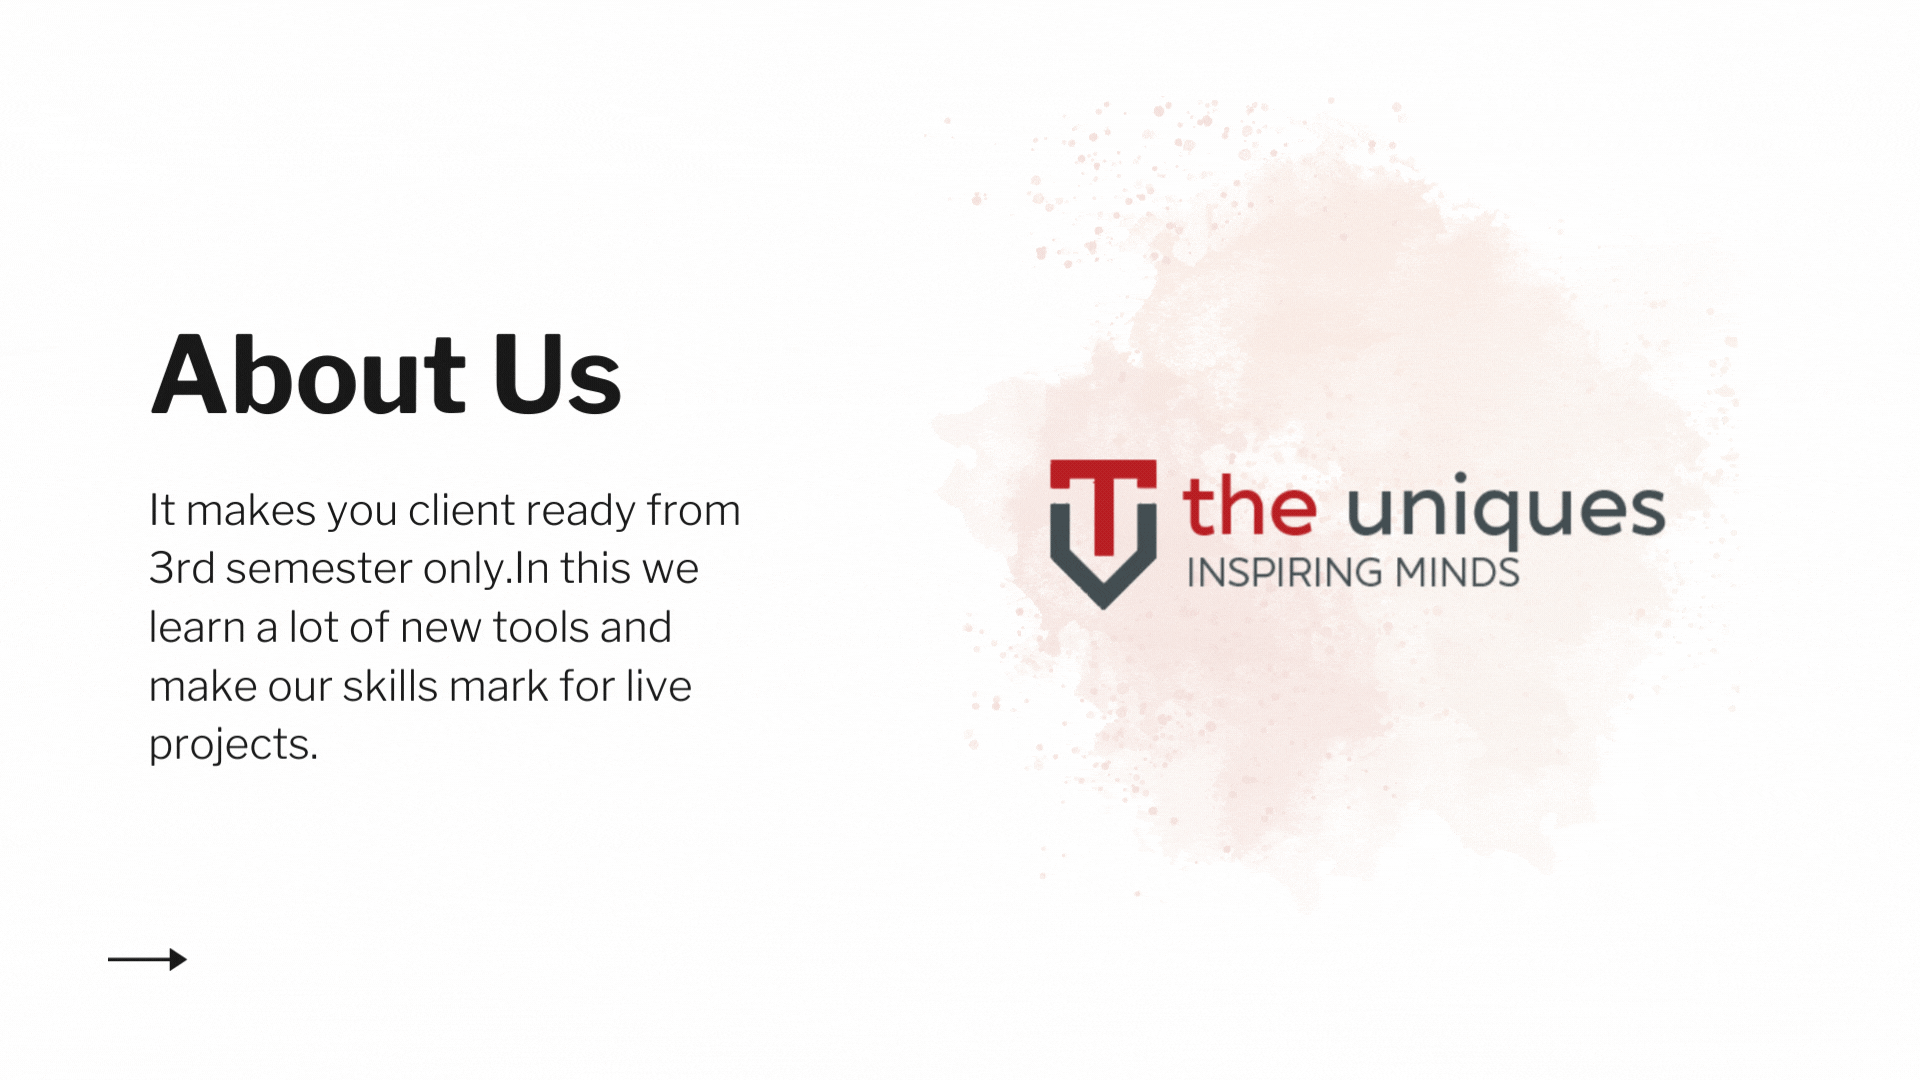 About Us
It makes you client ready from
3rd semester only.In this we
learn a lot of new tools and
make our skills mark for live
projects.
the uniques
INSPIRING MINDS